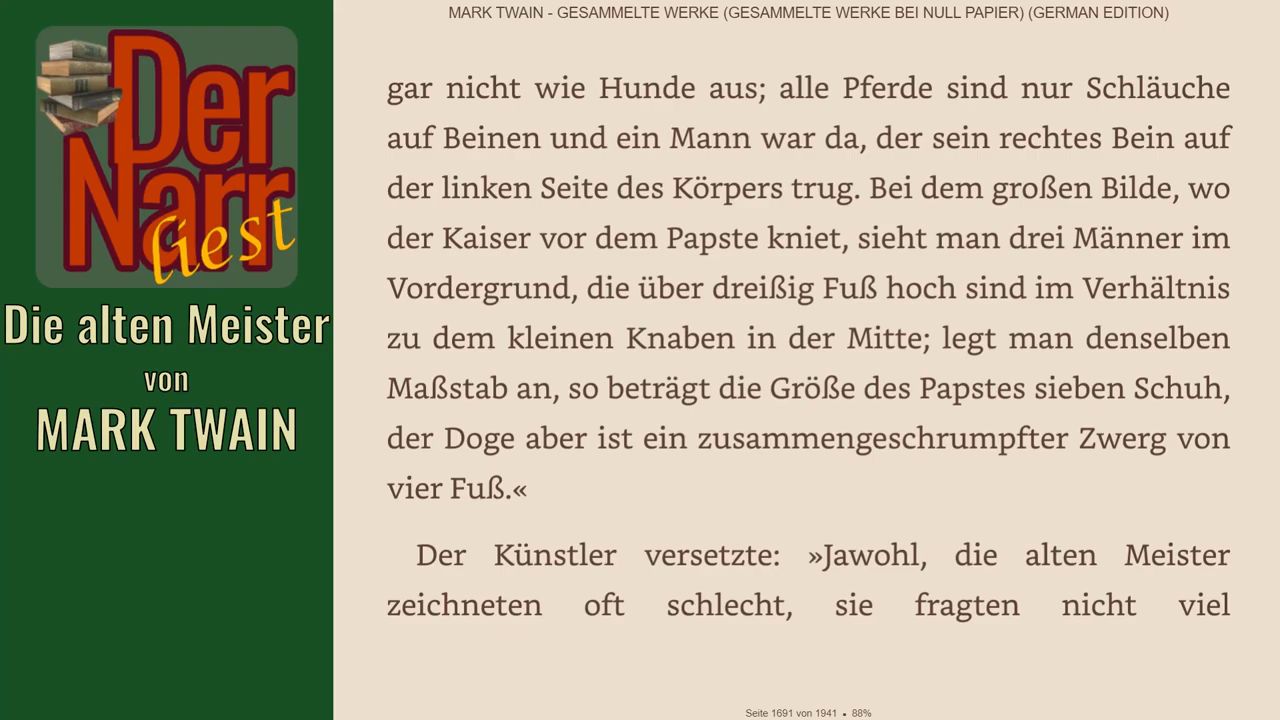 MARK TWAIN - GESAMMELTE WERKE (GESAMMELTE WERKE BEI NULL PAPIER) (GERMAN EDITION)
Der
Narr
liest
Die alten Meister
von
MARK TWAIN
gar nicht wie Hunde aus; alle Pferde sind nur Schläuche
auf Beinen und ein Mann war da, der sein rechtes Bein auf
der linken Seite des Körpers trug. Bei dem großen Bilde, wo
der Kaiser vor dem Papste kniet, sieht man drei Männer im
Vordergrund, die über dreißig Fuß hoch sind im Verhältnis
zu dem kleinen Knaben in der Mitte; legt man denselben
Maßstab an, so beträgt die Größe des Papstes sieben Schuh,
der Doge aber ist ein zusammengeschrumpfter Zwerg von
vier Fuß.«
Der Künstler versetzte: »Jawohl, die alten Meister
zeichneten oft schlecht, sie fragten nicht viel
Seite 1691 von 1941 • 88%